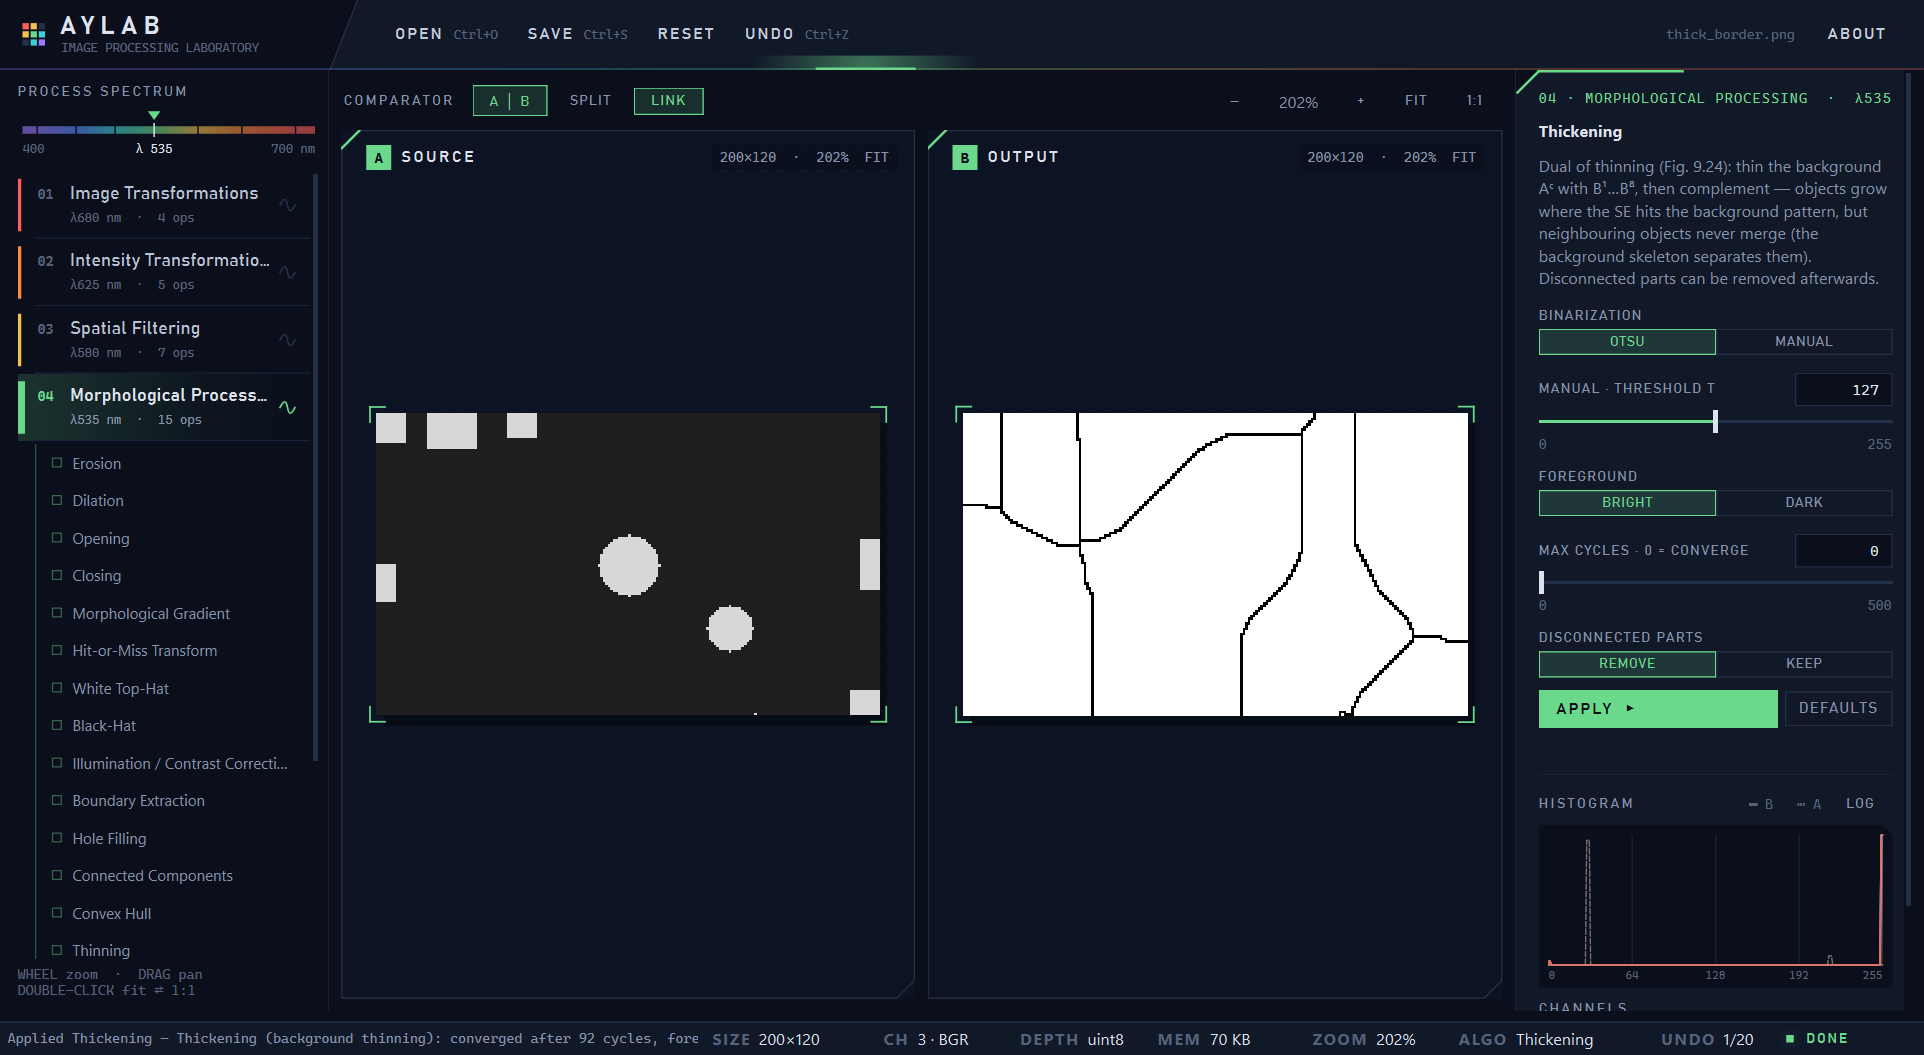 AYLAB
IMAGE PROCESSING LABORATORY
OPEN Ctrl+O SAVE Ctrl+S RESET UNDO Ctrl+Z
thick_border.png ABOUT
PROCESS SPECTRUM
400 λ 535 700 nm
01 Image Transformations
λ680 nm · 4 ops
02 Intensity Transformatio...
λ625 nm · 5 ops
03 Spatial Filtering
λ580 nm · 7 ops
04 Morphological Process...
λ535 nm · 15 ops
Erosion
Dilation
Opening
Closing
Morphological Gradient
Hit-or-Miss Transform
White Top-Hat
Black-Hat
Illumination / Contrast Correcti...
Boundary Extraction
Hole Filling
Connected Components
Convex Hull
Thinning
WHEEL zoom · DRAG pan
DOUBLE-CLICK fit ⇄ 1:1
COMPARATOR A | B SPLIT LINK − 202% + FIT 1:1
A SOURCE 200×120 · 202% FIT
B OUTPUT 200×120 · 202% FIT
04 · MORPHOLOGICAL PROCESSING · λ535
Thickening
Dual of thinning (Fig. 9.24): thin the background
Aᶜ with B¹…B⁸, then complement — objects grow
where the SE hits the background pattern, but
neighbouring objects never merge (the
background skeleton separates them).
Disconnected parts can be removed afterwards.
BINARIZATION
OTSU MANUAL
MANUAL · THRESHOLD T 127
0 255
FOREGROUND
BRIGHT DARK
MAX CYCLES · 0 = CONVERGE 0
0 500
DISCONNECTED PARTS
REMOVE KEEP
APPLY ▸ DEFAULTS
HISTOGRAM B A LOG
0 64 128 192 255
CHANNELS
Applied Thickening — Thickening (background thinning): converged after 92 cycles, fore
SIZE 200×120 CH 3 · BGR DEPTH uint8 MEM 70 KB ZOOM 202% ALGO Thickening UNDO 1/20 DONE